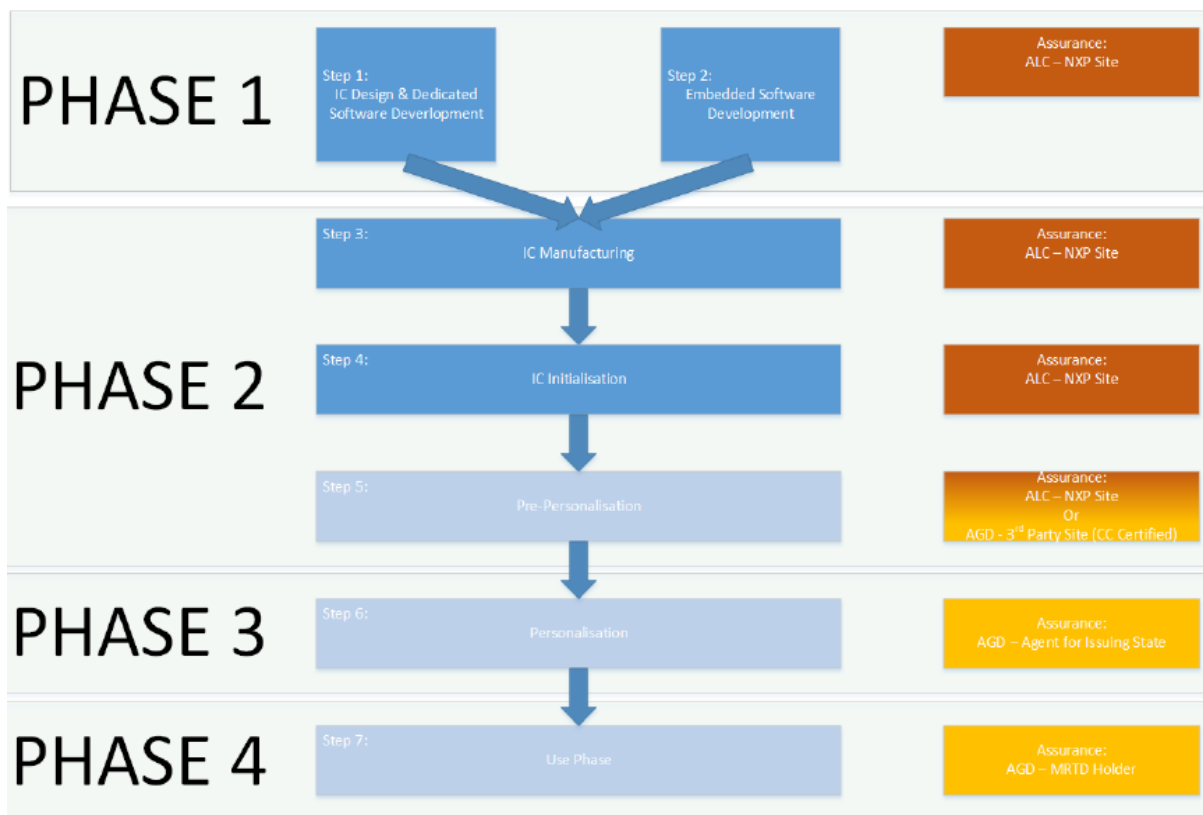 PHASE 1
Step 1:
IC Design & Dedicated
Software Deverlopment
Step 2:
Embedded Software
Development
Assurance:
ALC – NXP Site
PHASE 2
Step 3:
IC Manufacturing
Assurance:
ALC – NXP Site
Step 4:
IC Initialisation
Assurance:
ALC – NXP Site
Step 5:
Pre-Personalisation
Assurance:
ALC – NXP Site
Or
AGD - 3rd Party Site (CC Certified)
PHASE 3
Step 6:
Personalisation
Assurance:
AGD – Agent for Issuing State
PHASE 4
Step 7:
Use Phase
Assurance:
AGD – MRTD Holder